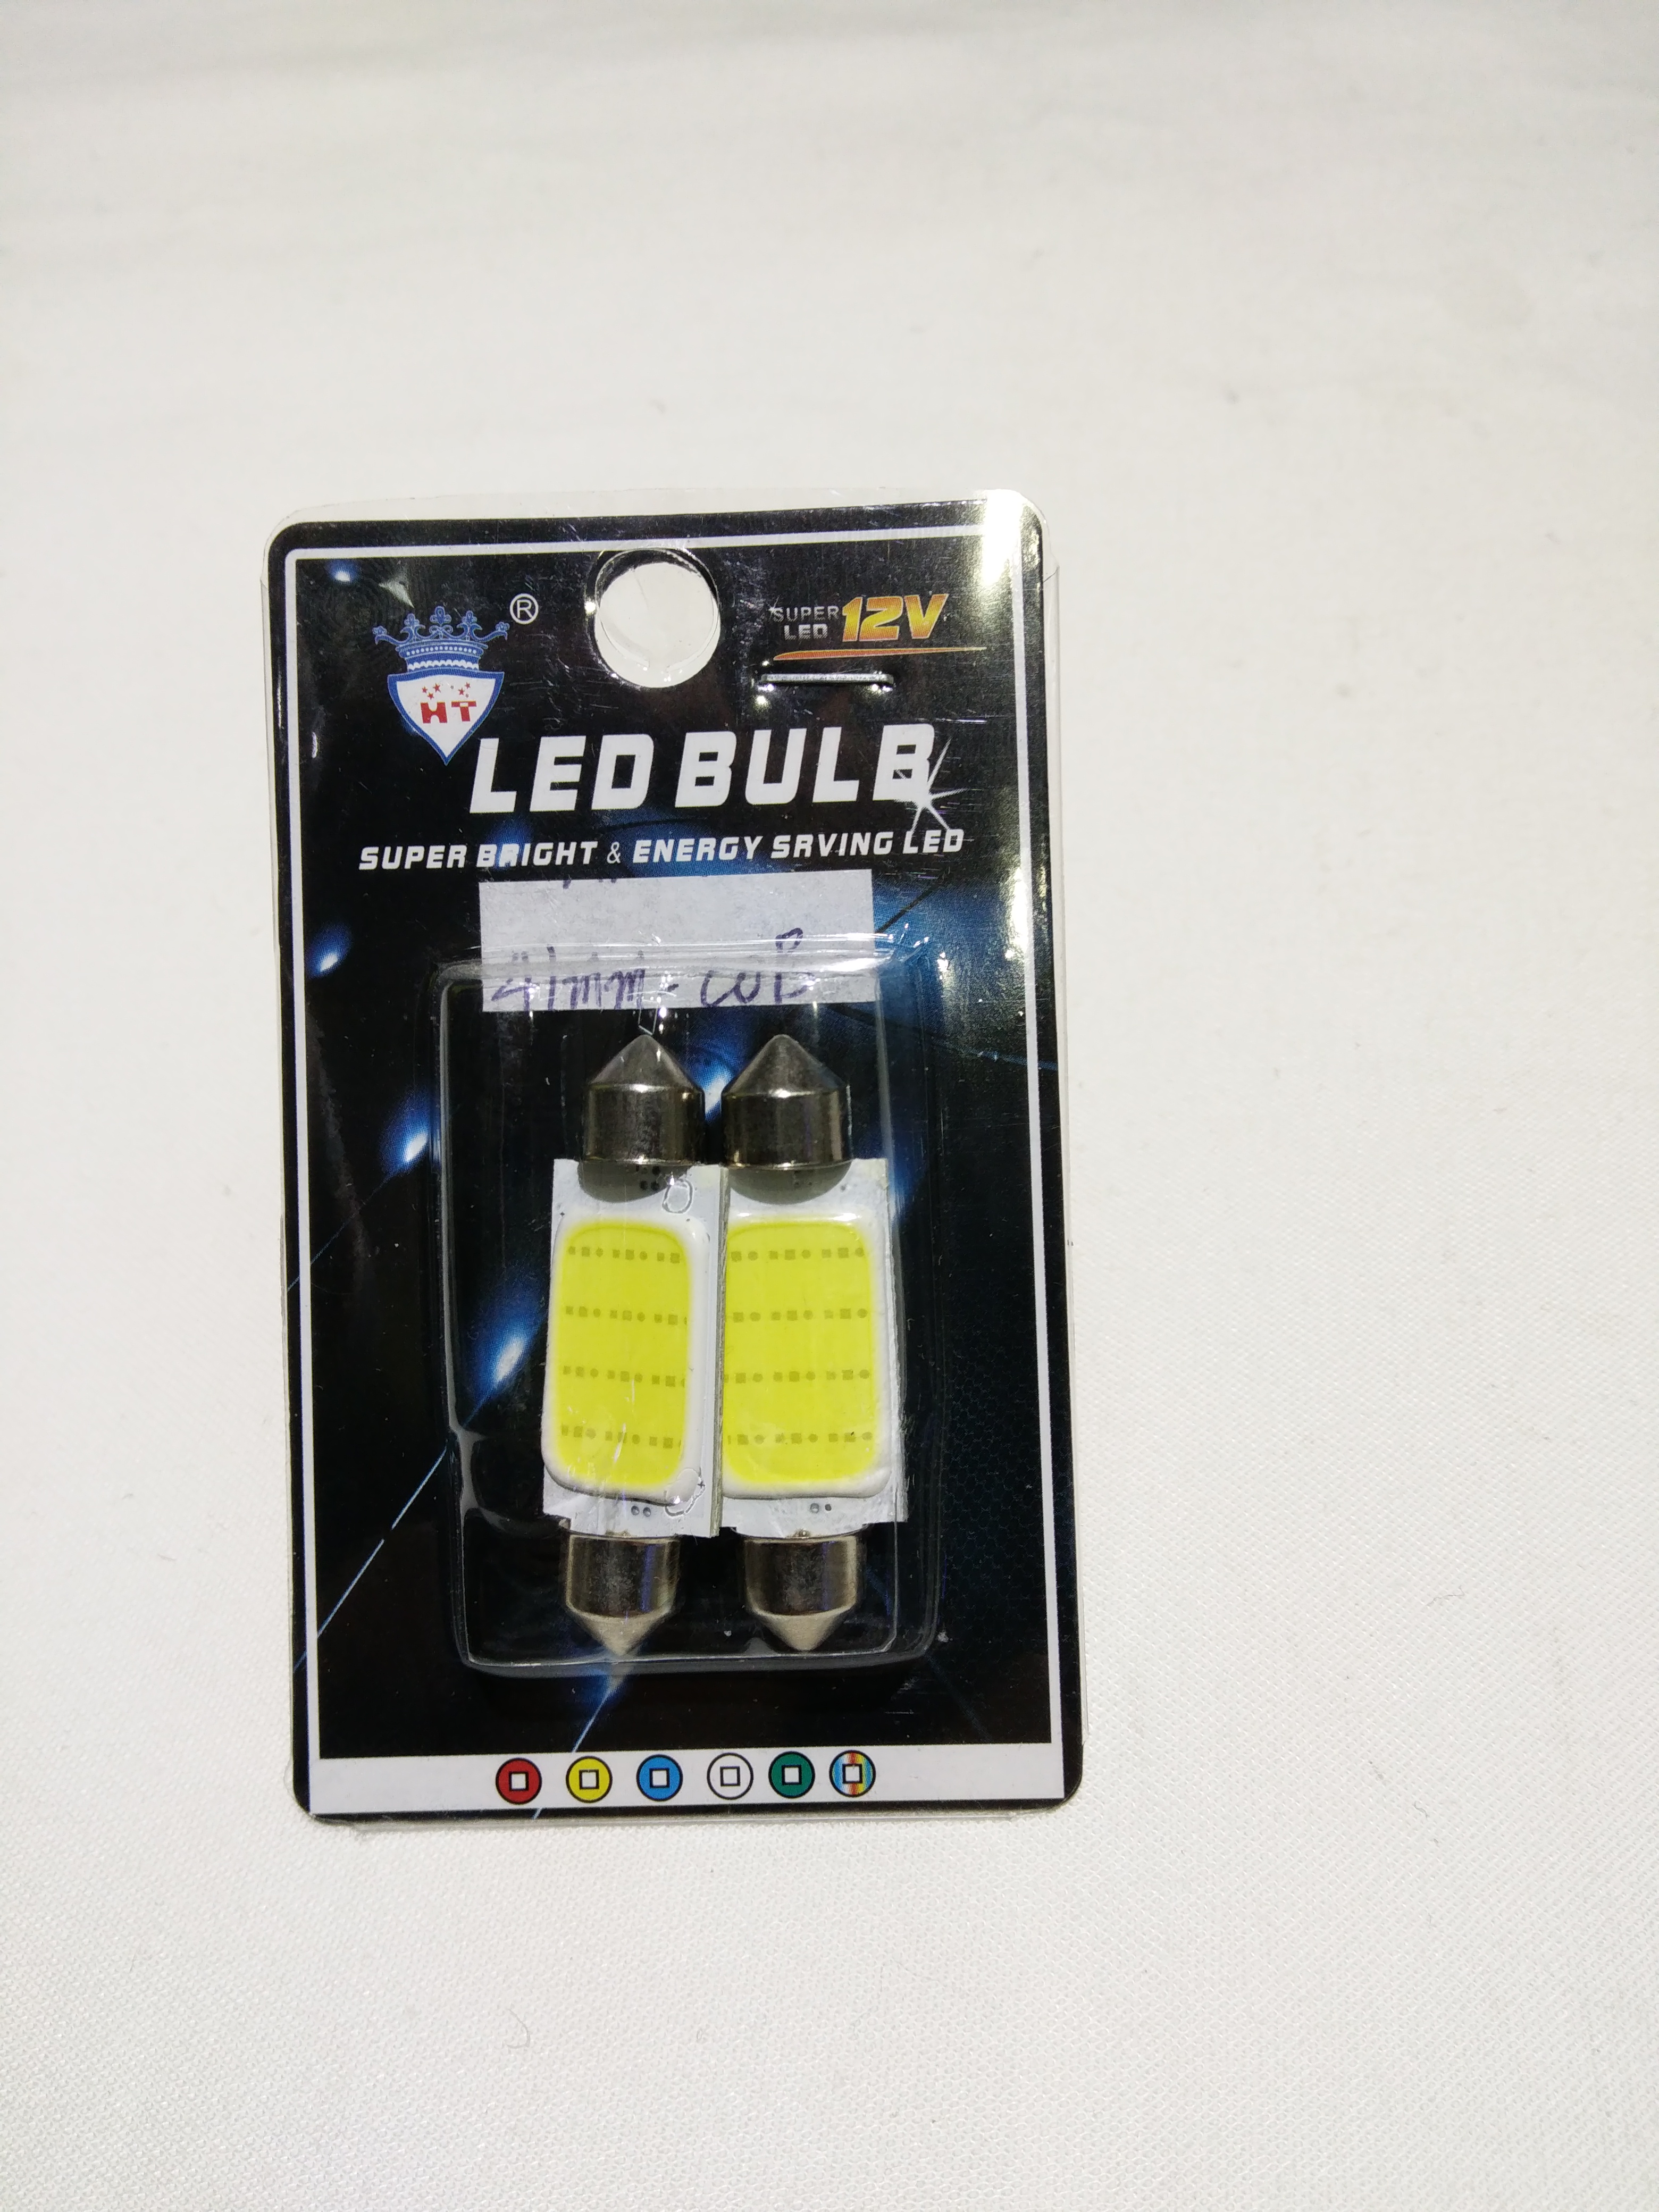 ®
SUPER
LED 12V
HT
LED BULB
SUPER BRIGHT & ENERGY SRVING LED
41mm - COB